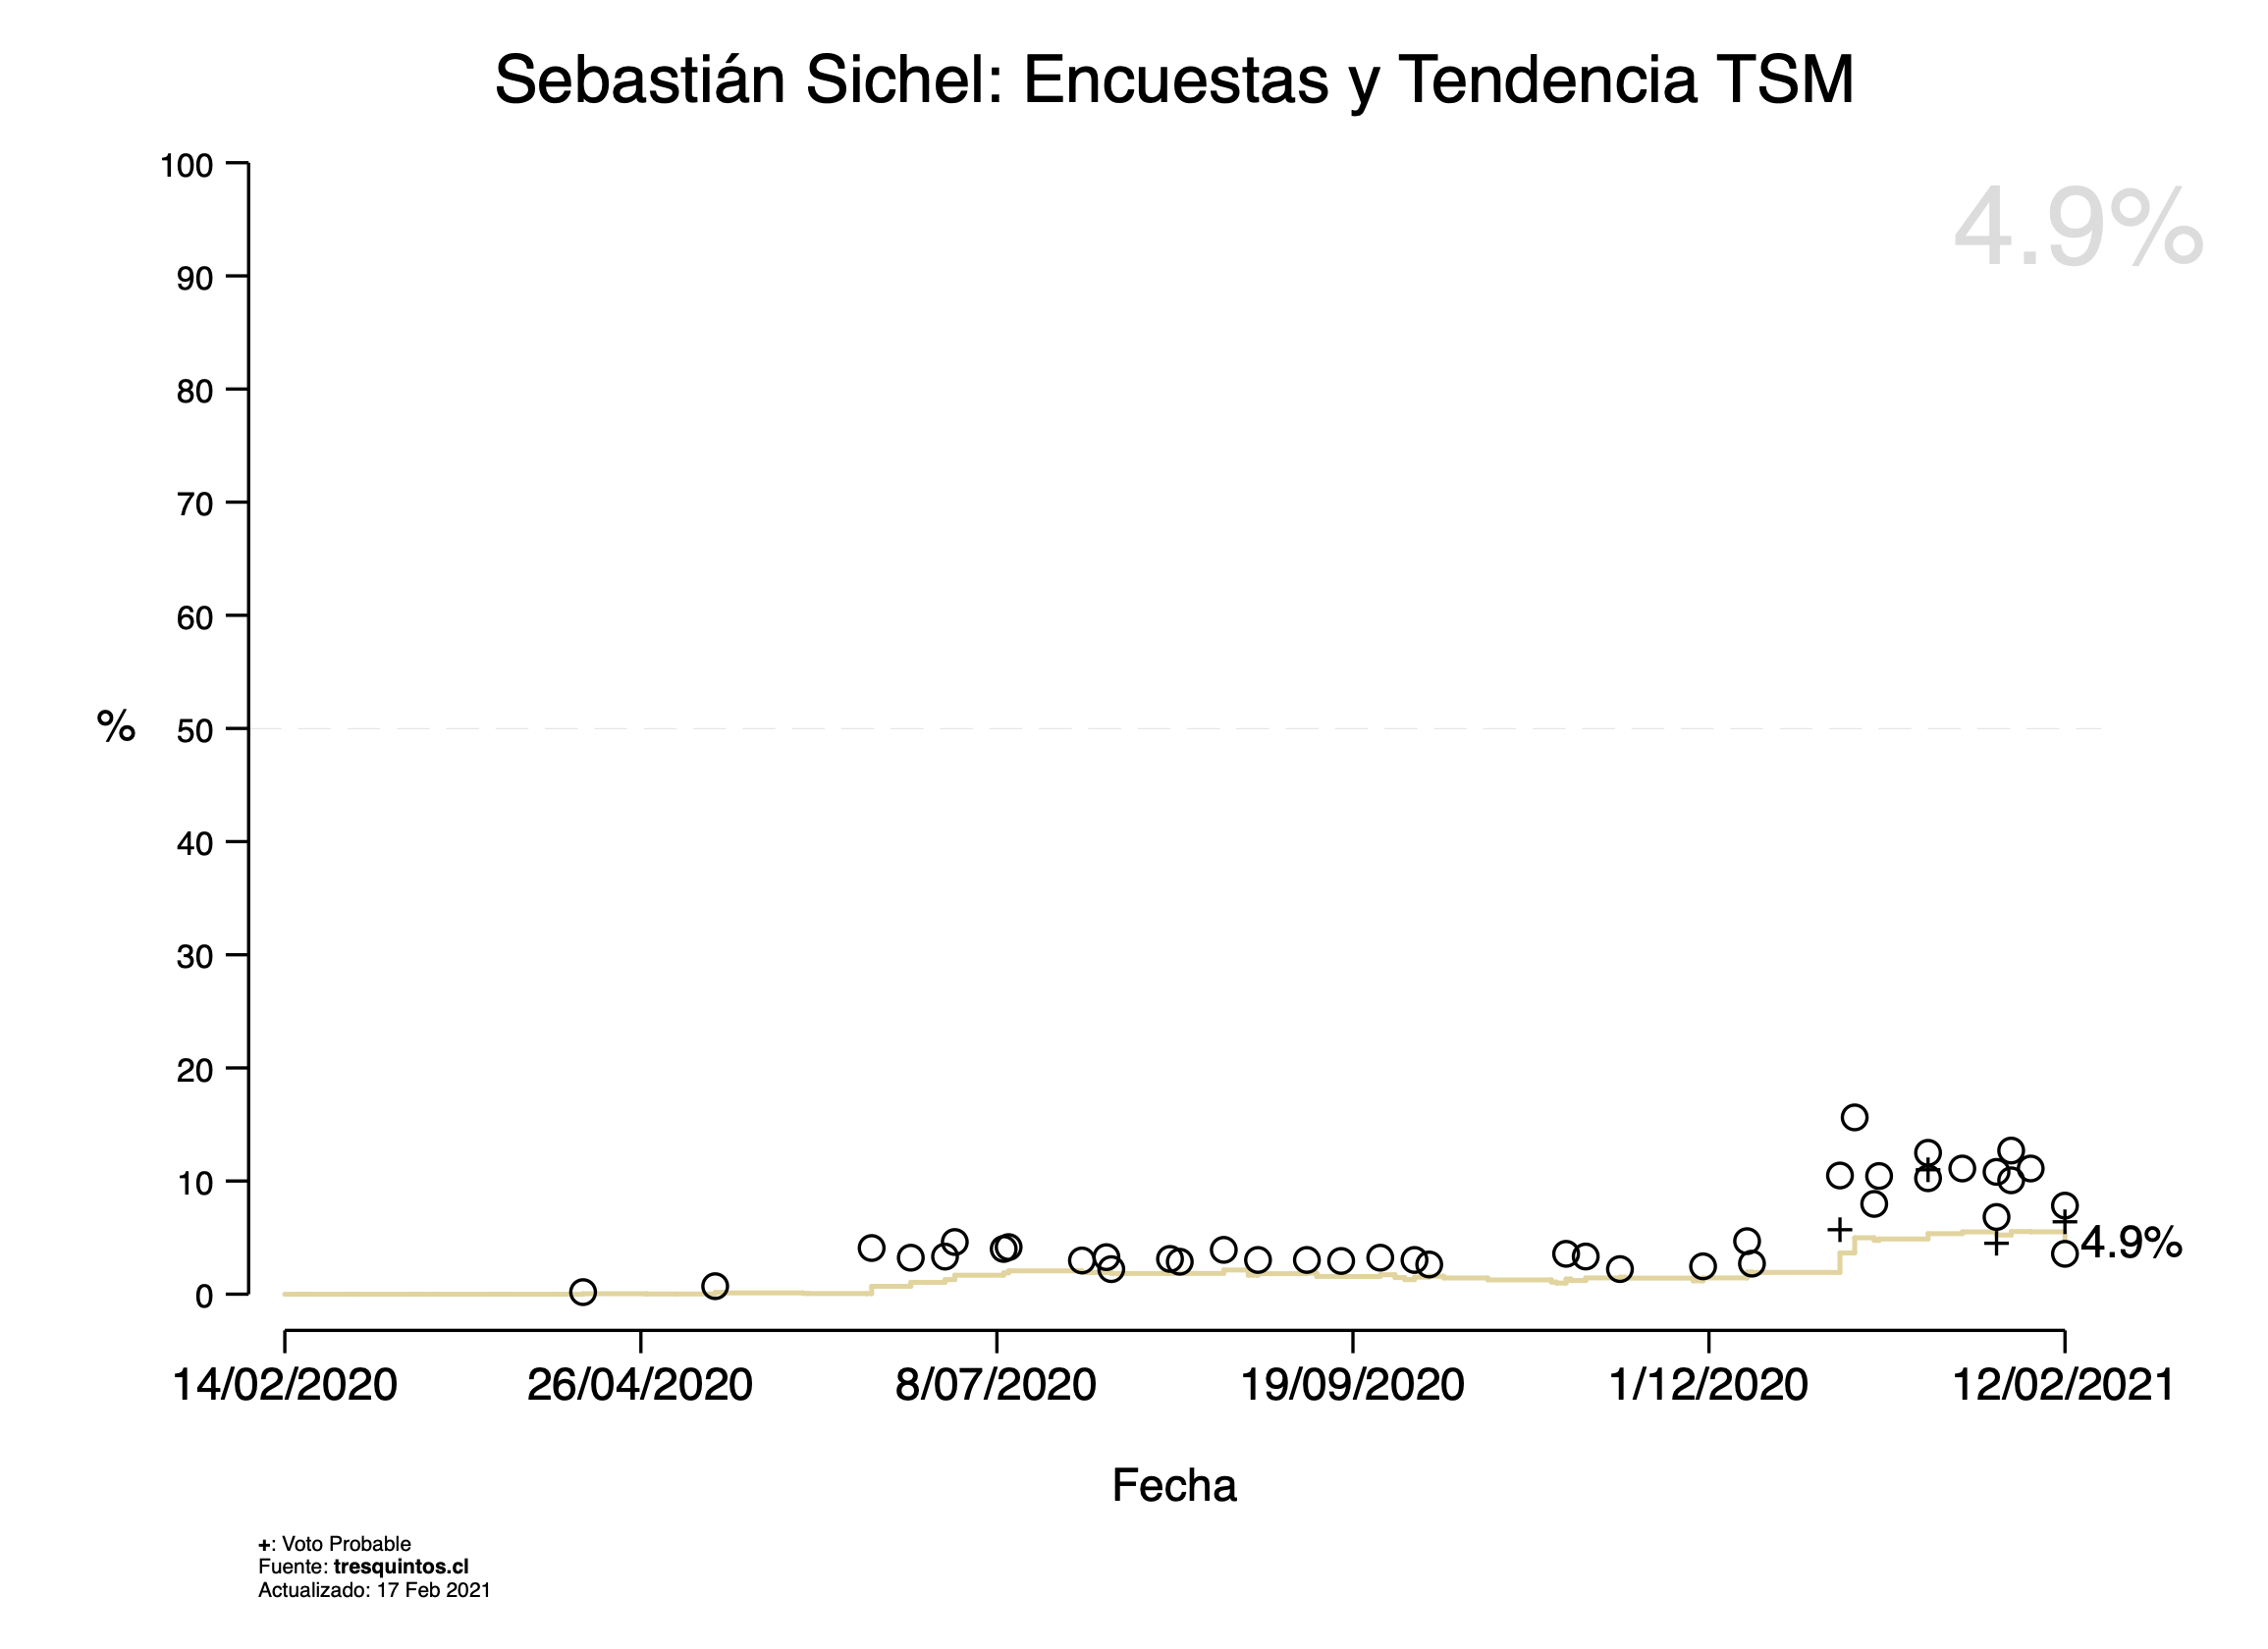 Sebastián Sichel: Encuestas y Tendencia TSM
4.9%
100
90
80
70
60
% 50
40
30
20
10
0
4.9%
14/02/2020 26/04/2020 8/07/2020 19/09/2020 1/12/2020 12/02/2021
Fecha
+: Voto Probable
Fuente: tresquintos.cl
Actualizado: 17 Feb 2021